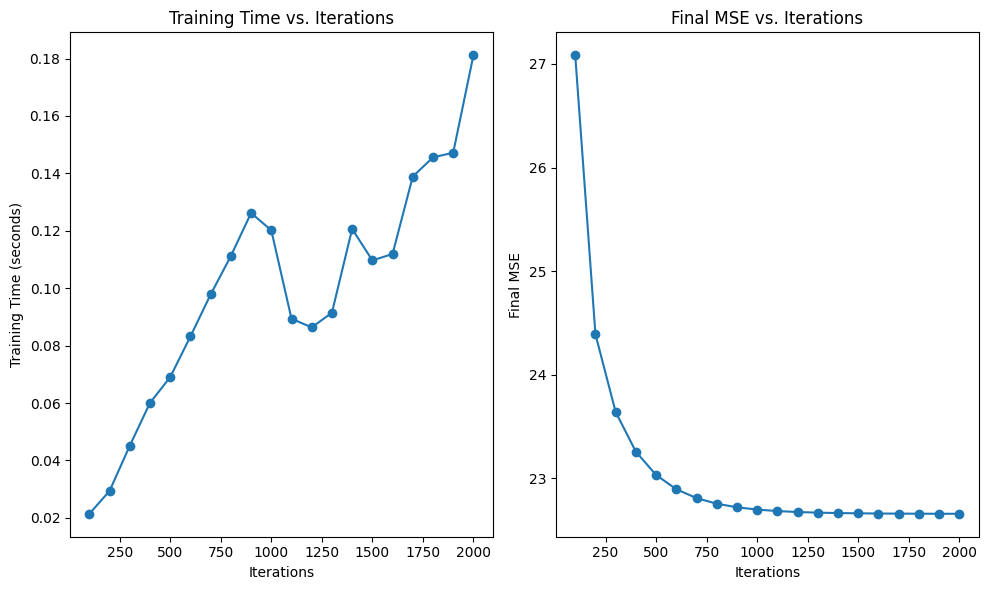 Training Time vs. Iterations
0.18
0.16
0.14
0.12
0.10
0.08
0.06
0.04
0.02
Training Time (seconds)
250 500 750 1000 1250 1500 1750 2000
Iterations
Final MSE vs. Iterations
27
26
25
24
23
Final MSE
250 500 750 1000 1250 1500 1750 2000
Iterations